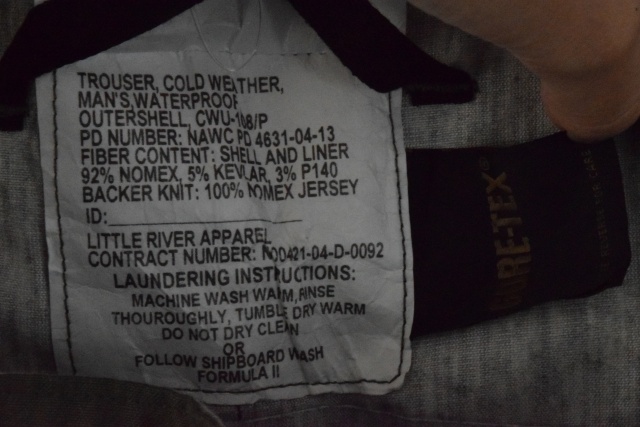 TROUSER, COLD WEATHER,
MAN'S, WATERPROOF
OUTERSHELL, CWU-108/P
PD NUMBER: NAWC PD 4631-04-13
FIBER CONTENT: SHELL AND LINER
92% NOMEX, 5% KEVLAR, 3% P140
BACKER KNIT: 100% NOMEX JERSEY
ID:
LITTLE RIVER APPAREL
CONTRACT NUMBER: N00421-04-D-0092
LAUNDERING INSTRUCTIONS:
MACHINE WASH WARM, RINSE
THOUROUGHLY, TUMBLE DRY WARM
DO NOT DRY CLEAN
OR
FOLLOW SHIPBOARD WASH
FORMULA II
GORE-TEX®